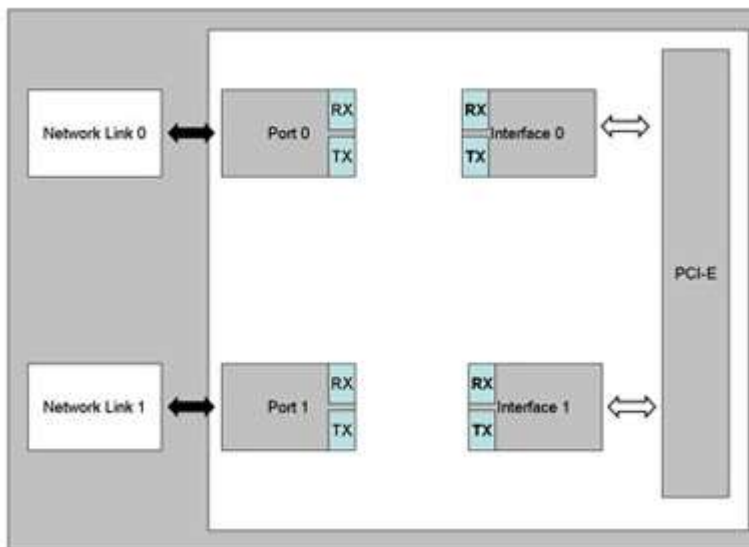 Network Link 0
Port 0
RX
TX
RX
TX
Interface 0
PCI-E
Network Link 1
Port 1
RX
TX
RX
TX
Interface 1